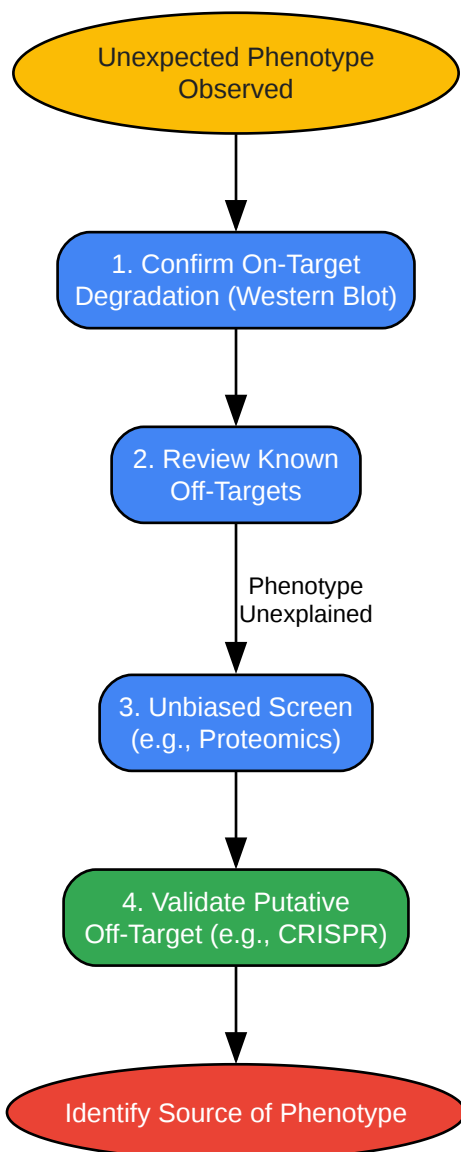 Unexpected Phenotype
Observed
1. Confirm On-Target
Degradation (Western Blot)
2. Review Known
Off-Targets
Phenotype
Unexplained
3. Unbiased Screen
(e.g., Proteomics)
4. Validate Putative
Off-Target (e.g., CRISPR)
Identify Source of Phenotype